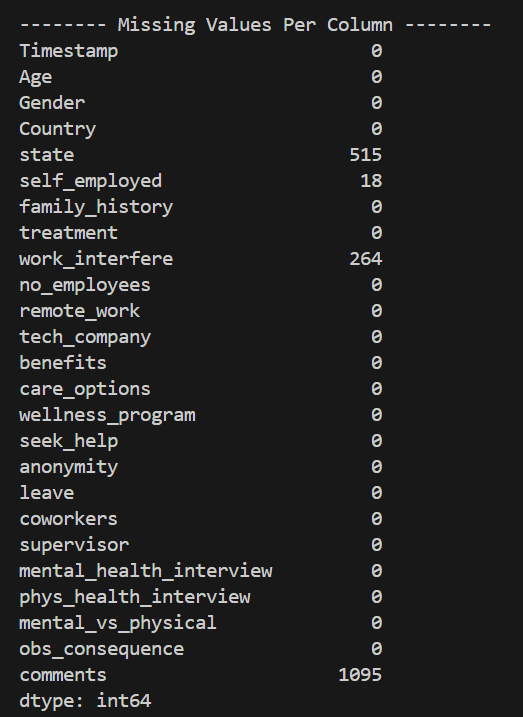 -------- Missing Values Per Column --------
Timestamp 0
Age 0
Gender 0
Country 0
state 515
self_employed 18
family_history 0
treatment 0
work_interfere 264
no_employees 0
remote_work 0
tech_company 0
benefits 0
care_options 0
wellness_program 0
seek_help 0
anonymity 0
leave 0
coworkers 0
supervisor 0
mental_health_interview 0
phys_health_interview 0
mental_vs_physical 0
obs_consequence 0
comments 1095
dtype: int64